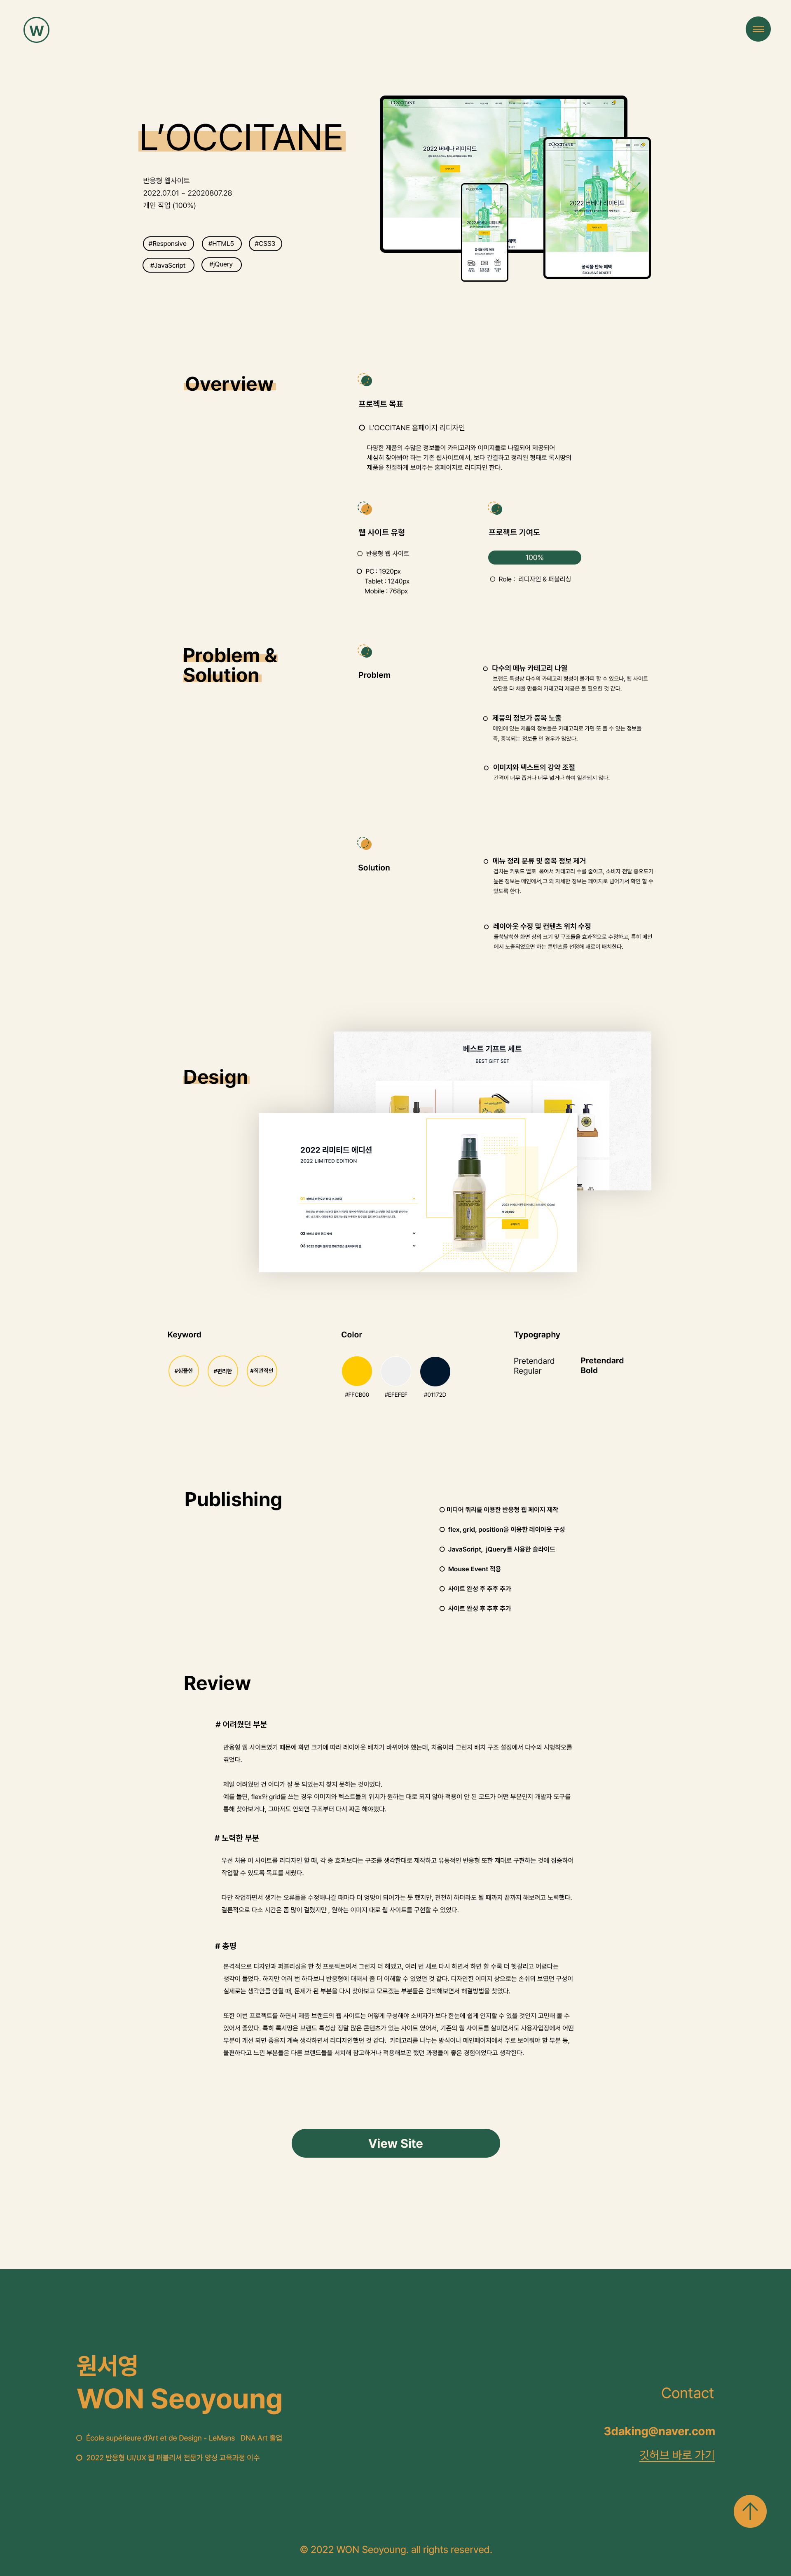 W
L'OCCITANE
반응형 웹사이트
2022.07.01 ~ 22020807.28
개인 작업 (100%)
#Responsive
#HTML5
#CSS3
#JavaScript
#jQuery
L'OCCITANE
2022 버베나 리미티드
L'OCCITANE
2022 버베나 리미티드
공식몰 단독 혜택
EXCLUSIVE BENEFIT
2022 버베나 리미티드
공식몰 단독 혜택
Overview
프로젝트 목표
L'OCCITANE 홈페이지 리디자인
다양한 제품의 수많은 정보들이 카테고리와 이미지들로 나열되어 제공되어
세심히 찾아봐야 하는 기존 웹사이트에서, 보다 간결하고 정리된 형태로 록시땅의
제품을 친절하게 보여주는 홈페이지로 리디자인 한다.
웹 사이트 유형
반응형 웹 사이트
PC : 1920px
Tablet : 1240px
Mobile : 768px
프로젝트 기여도
100%
Role : 리디자인 & 퍼블리싱
Problem &
Solution
Problem
다수의 메뉴 카테고리 나열
브랜드 특성상 다수의 카테고리 형성이 불가피 할 수 있으나, 웹 사이트
상단을 다 채울 만큼의 카테고리 제공은 불 필요한 것 같다.
제품의 정보가 중복 노출
메인에 있는 제품의 정보들은 카테고리로 가면 또 볼 수 있는 정보들
즉, 중복되는 정보들 인 경우가 많았다.
이미지와 텍스트의 강약 조절
간격이 너무 좁거나 너무 넓거나 하여 일관되지 않다.
Solution
메뉴 정리 분류 및 중복 정보 제거
겹치는 키워드 별로 묶어서 카테고리 수를 줄이고, 소비자 전달 중요도가
높은 정보는 메인에서,그 외 자세한 정보는 페이지로 넘어가서 확인 할 수
있도록 한다.
레이아웃 수정 및 컨텐츠 위치 수정
들쑥날쑥한 화면 상의 크기 및 구조들을 효과적으로 수정하고, 특히 메인
에서 노출되었으면 하는 콘텐츠를 선정해 새로이 배치한다.
Design
베스트 기프트 세트
BEST GIFT SET
2022 리미티드 에디션
2022 LIMITED EDITION
01
02
03
Keyword
#심플한
#편리한
#직관적인
Color
#FFCB00
#EFEFEF
#01172D
Typography
Pretendard
Regular
Pretendard
Bold
Publishing
미디어 쿼리를 이용한 반응형 웹 페이지 제작
flex, grid, position을 이용한 레이아웃 구성
JavaScript, jQuery를 사용한 슬라이드
Mouse Event 적용
사이트 완성 후 추후 추가
사이트 완성 후 추후 추가
Review
# 어려웠던 부분
반응형 웹 사이트였기 때문에 화면 크기에 따라 레이아웃 배치가 바뀌어야 했는데, 처음이라 그런지 배치 구조 설정에서 다수의 시행착오를
겪었다.
제일 어려웠던 건 어디가 잘 못 되었는지 찾지 못하는 것이었다.
예를 들면, flex와 grid를 쓰는 경우 이미지와 텍스트들의 위치가 원하는 대로 되지 않아 적용이 안 된 코드가 어떤 부분인지 개발자 도구를
통해 찾아보거나, 그마저도 안되면 구조부터 다시 짜곤 해야했다.
# 노력한 부분
우선 처음 이 사이트를 리디자인 할 때, 각 종 효과보다는 구조를 생각한대로 제작하고 유동적인 반응형 또한 제대로 구현하는 것에 집중하여
작업할 수 있도록 목표를 세웠다.
다만 작업하면서 생기는 오류들을 수정해나갈 때마다 더 엉망이 되어가는 듯 했지만, 천천히 하더라도 될 때까지 끝까지 해보려고 노력했다.
결론적으로 다소 시간은 좀 많이 걸렸지만 , 원하는 이미지 대로 웹 사이트를 구현할 수 있었다.
# 총평
본격적으로 디자인과 퍼블리싱을 한 첫 프로젝트여서 그런지 더 헤맸고, 여러 번 새로 다시 하면서 하면 할 수록 더 헷갈리고 어렵다는
생각이 들었다. 하지만 여러 번 하다보니 반응형에 대해서 좀 더 이해할 수 있었던 것 같다. 디자인한 이미지 상으로는 손쉬워 보였던 구성이
실제로는 생각만큼 안될 때, 문제가 된 부분을 다시 찾아보고 모르겠는 부분들은 검색해보면서 해결방법을 찾았다.
또한 이번 프로젝트를 하면서 제품 브랜드의 웹 사이트는 어떻게 구성해야 소비자가 보다 한눈에 쉽게 인지할 수 있을 것인지 고민해 볼 수
있어서 좋았다. 특히 록시땅은 브랜드 특성상 정말 많은 콘텐츠가 있는 사이트 였어서, 기존의 웹 사이트를 살피면서도 사용자입장에서 어떤
부분이 개선 되면 좋을지 계속 생각하면서 리디자인했던 것 같다. 카테고리를 나누는 방식이나 메인페이지에서 주로 보여줘야 할 부분 등,
불편하다고 느낀 부분들은 다른 브랜드들을 서치해 참고하거나 적용해보곤 했던 과정들이 좋은 경험이었다고 생각한다.
View Site
원서영
WON Seoyoung
École supérieure d'Art et de Design - LeMans DNA Art 졸업
2022 반응형 UI/UX 웹 퍼블리셔 전문가 양성 교육과정 이수
Contact
3daking@naver.com
깃허브 바로 가기
© 2022 WON Seoyoung. all rights reserved.